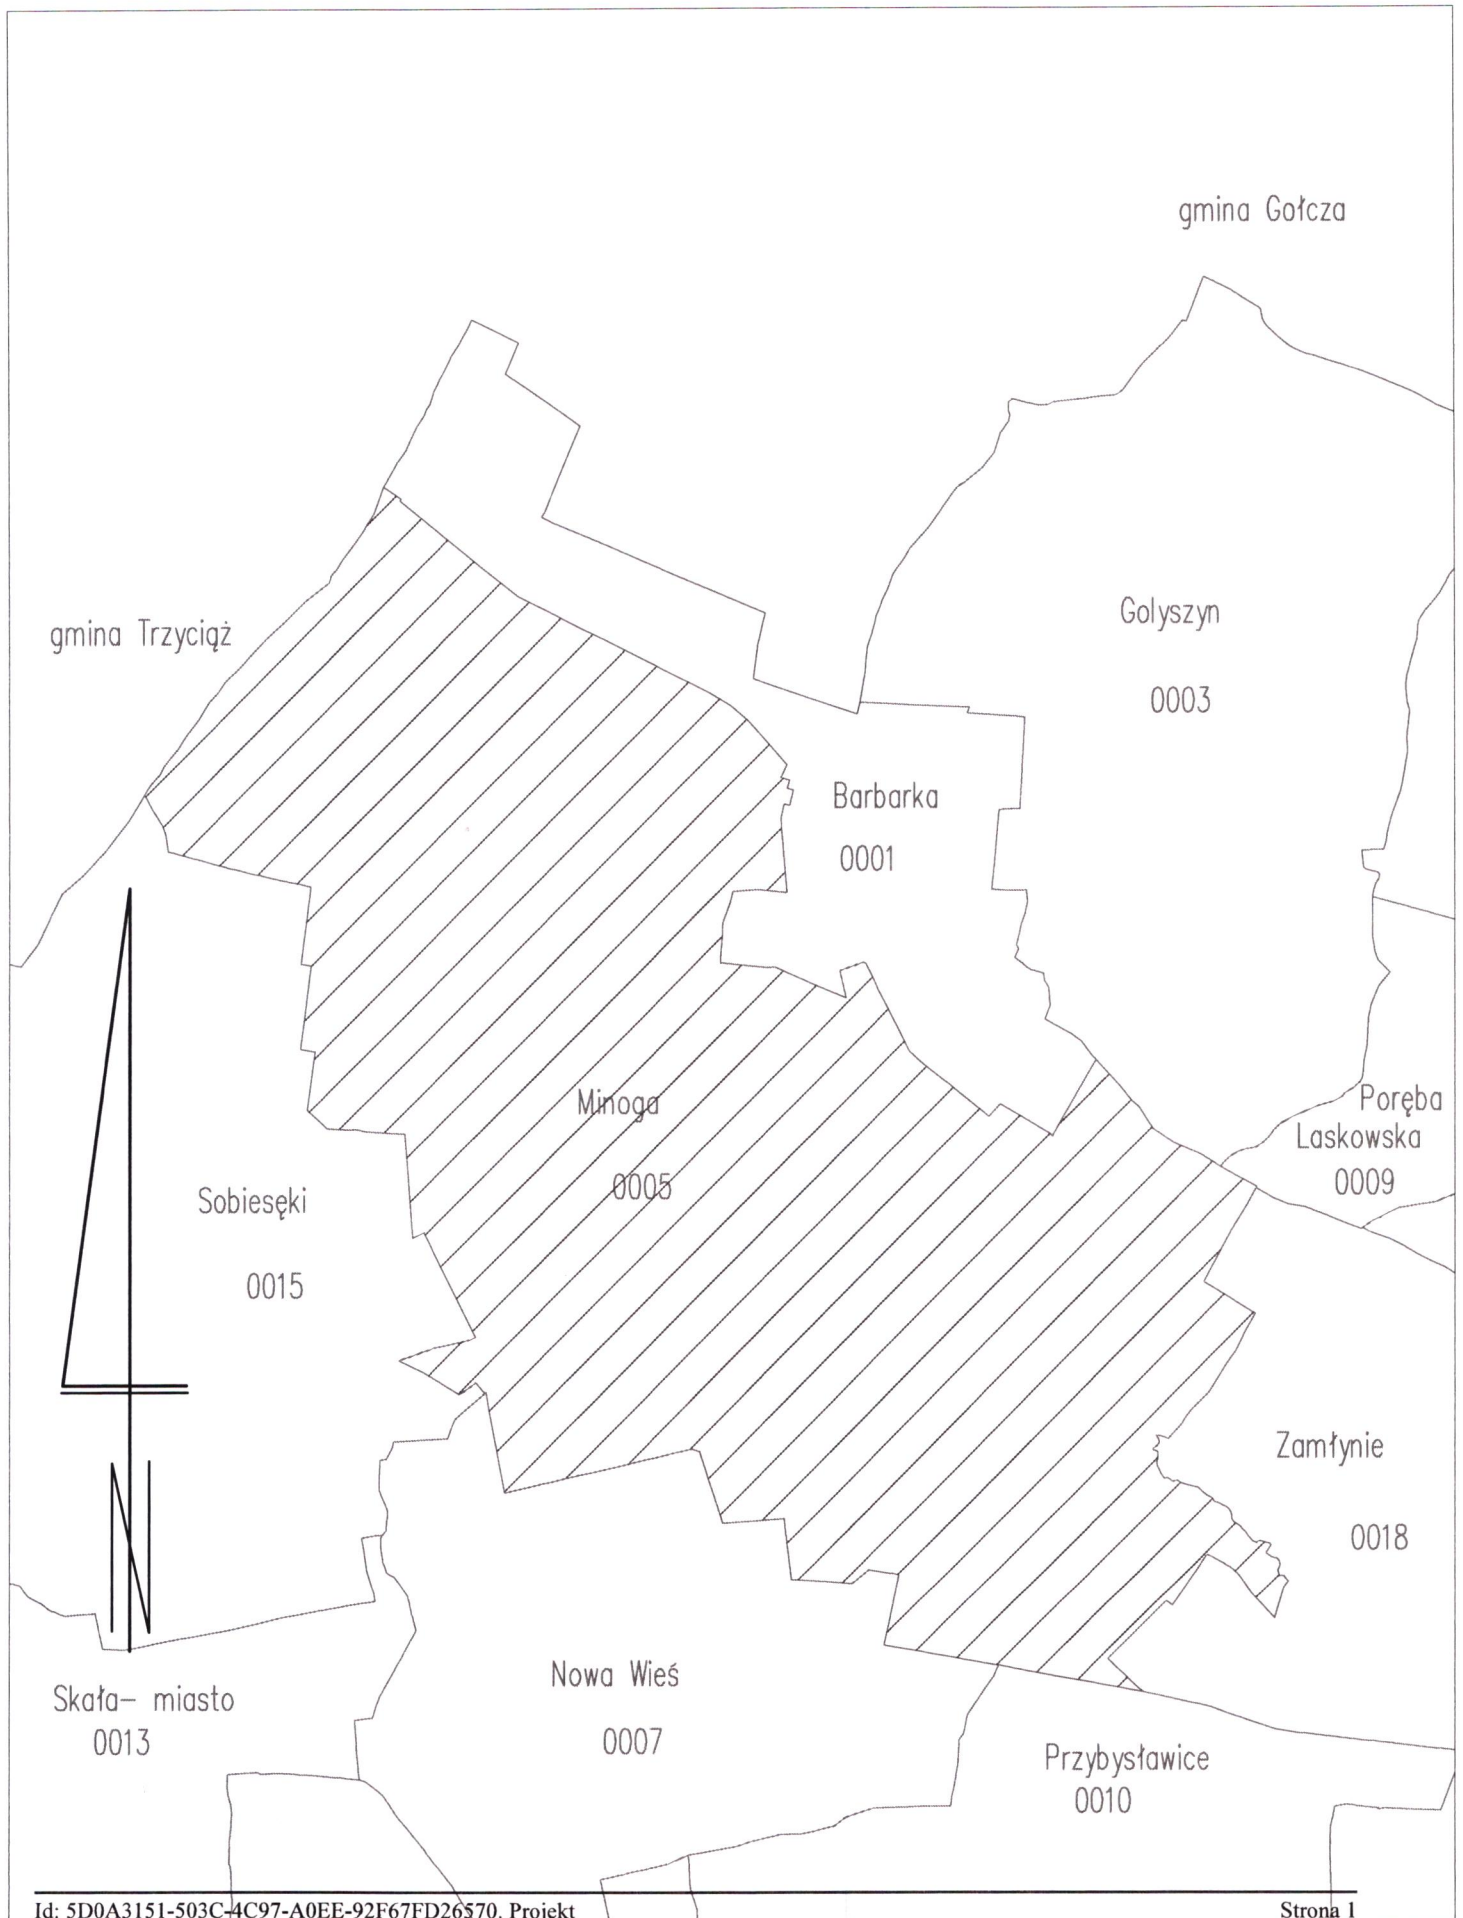 gmina Gołcza
gmina Trzyciąż
Golyszyn
0003
Barbarka
0001
Minoga
0005
Poręba
Laskowska
0009
Sobiesęki
0015
Zamłynie
0018
N
Nowa Wieś
0007
Skała- miasto
0013
Przybysławice
0010
Id: 5D0A3151-503C-4C97-A0EE-92F67FD26570. Projekt Strona 1